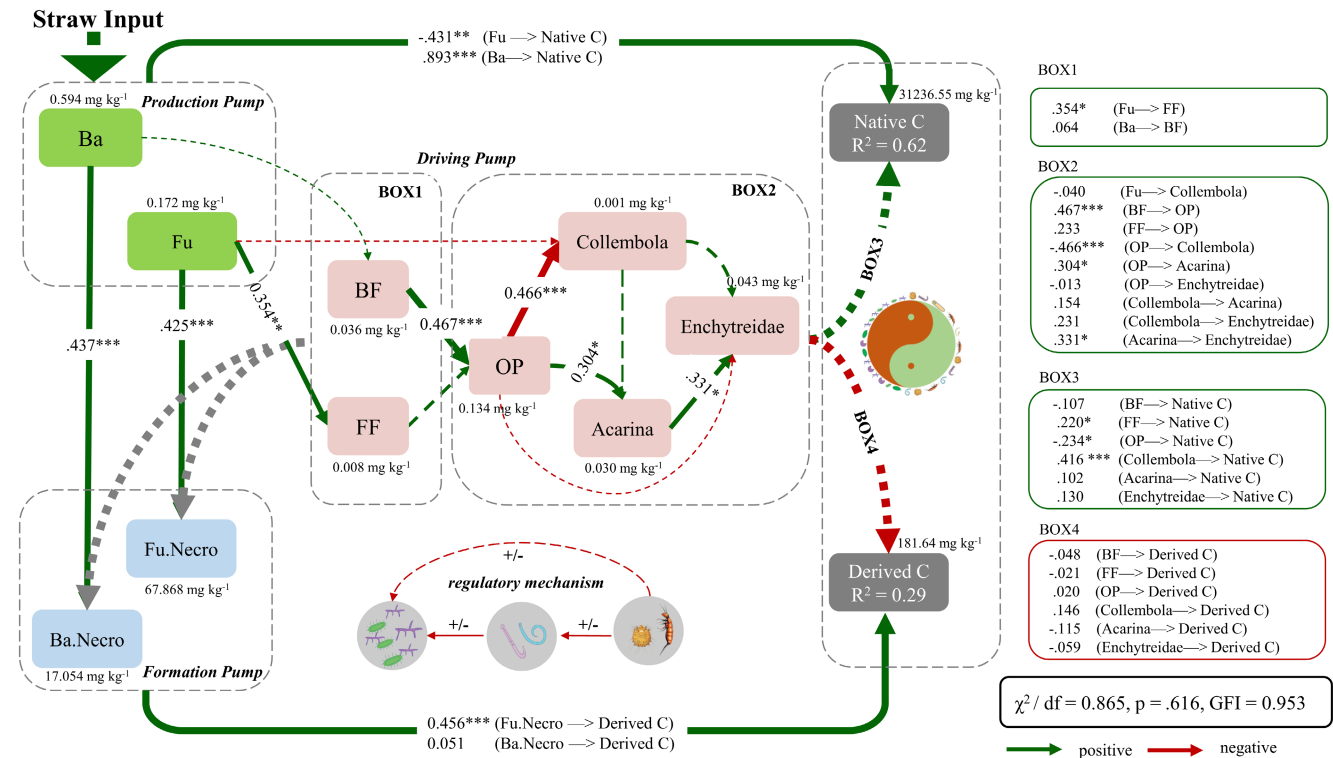 Straw Input
-.431** (Fu —> Native C)
.893*** (Ba—> Native C)
0.594 mg kg-1
Production Pump
Ba
0.172 mg kg-1
Fu
.437***
.425***
0.354**
Driving Pump
BOX1
BF
0.036 mg kg-1
FF
0.008 mg kg-1
0.467***
BOX2
0.001 mg kg-1
Collembola
0.466***
0.043 mg kg-1
Enchytreidae
OP
0.134 mg kg-1
0.304*
.331*
Acarina
0.030 mg kg-1
31236.55 mg kg-1
Native C
R2 = 0.62
BOX3
BOX4
181.64 mg kg-1
Derived C
R2 = 0.29
Fu.Necro
67.868 mg kg-1
Ba.Necro
17.054 mg kg-1
Formation Pump
+/-
regulatory mechanism
+/-
+/-
0.456*** (Fu.Necro —> Derived C)
0.051 (Ba.Necro —> Derived C)
BOX1
.354* (Fu—> FF)
.064 (Ba—> BF)
BOX2
-.040 (Fu—> Collembola)
.467*** (BF—> OP)
.233 (FF—> OP)
-.466*** (OP—> Collembola)
.304* (OP—> Acarina)
-.013 (OP—> Enchytreidae)
.154 (Collembola—> Acarina)
.231 (Collembola—> Enchytreidae)
.331* (Acarina—> Enchytreidae)
BOX3
-.107 (BF—> Native C)
.220* (FF—> Native C)
-.234* (OP—> Native C)
.416 *** (Collembola—> Native C)
.102 (Acarina—> Native C)
.130 (Enchytreidae—> Native C)
BOX4
-.048 (BF—> Derived C)
-.021 (FF—> Derived C)
.020 (OP—> Derived C)
.146 (Collembola—> Derived C)
-.115 (Acarina—> Derived C)
-.059 (Enchytreidae—> Derived C)
χ2 / df = 0.865, p = .616, GFI = 0.953
positive
negative